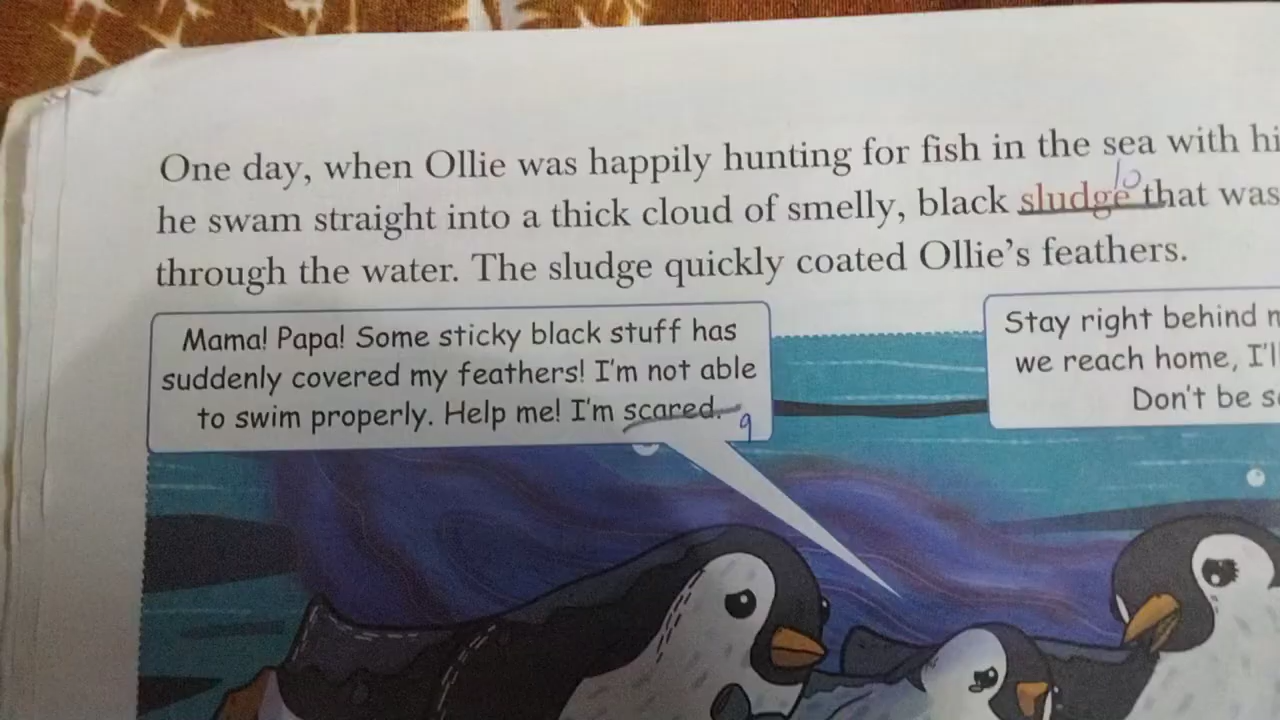 One day, when Ollie was happily hunting for fish in the sea with hi
10
he swam straight into a thick cloud of smelly, black sludge that was
through the water. The sludge quickly coated Ollie's feathers.
Mama! Papa! Some sticky black stuff has
suddenly covered my feathers! I'm not able
to swim properly. Help me! I'm scared.
9
Stay right behind
we reach home, I'll
Don't be